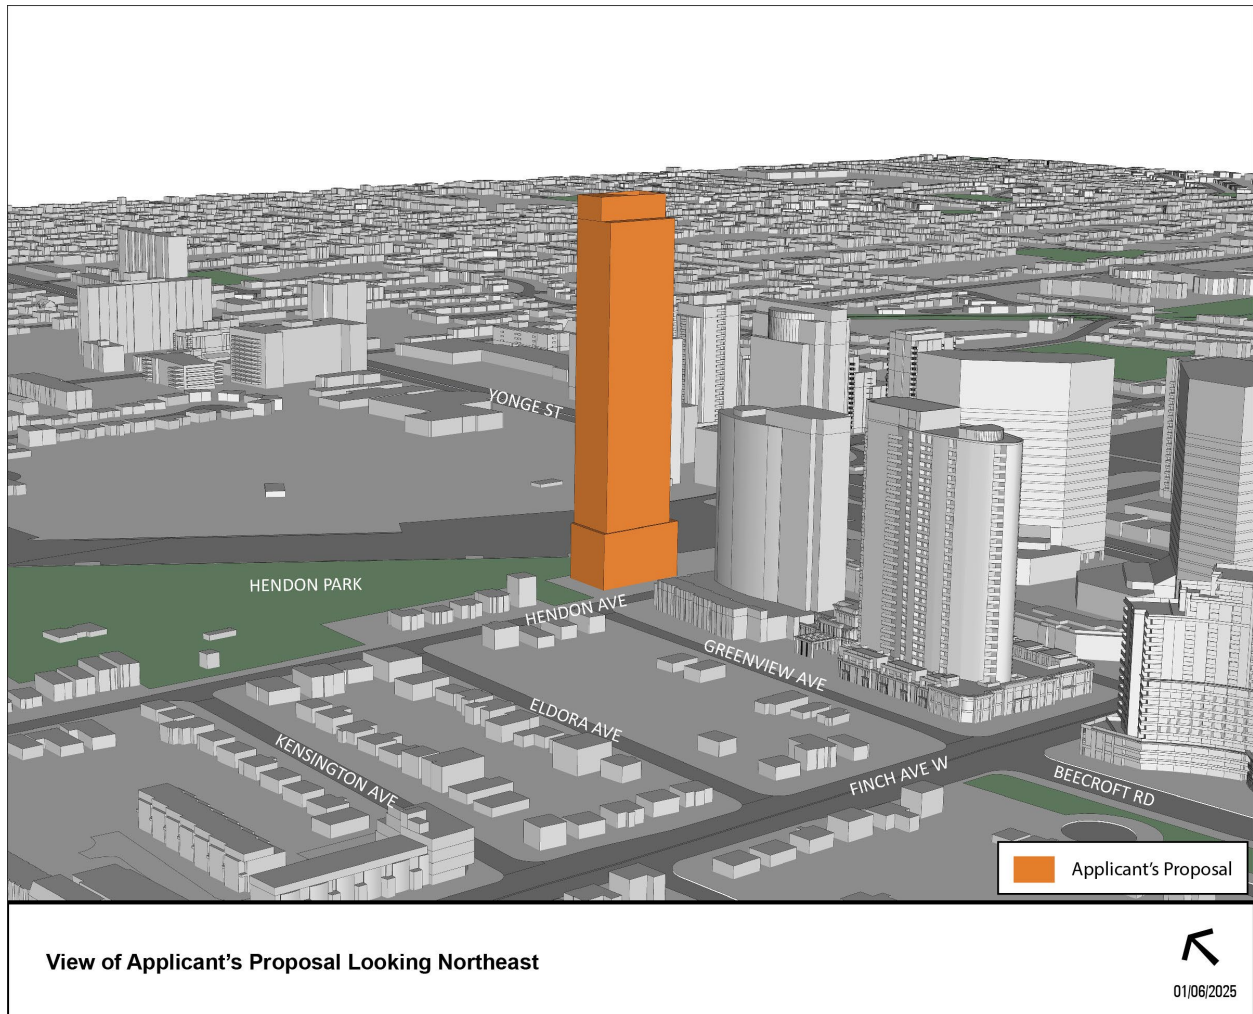 YONGE ST
HENDON PARK
HENDON AVE
GREENVIEW AVE
ELDORA AVE
KENSINGTON AVE
FINCH AVE W
BEECROFT RD
Applicant's Proposal
View of Applicant's Proposal Looking Northeast
01/06/2025